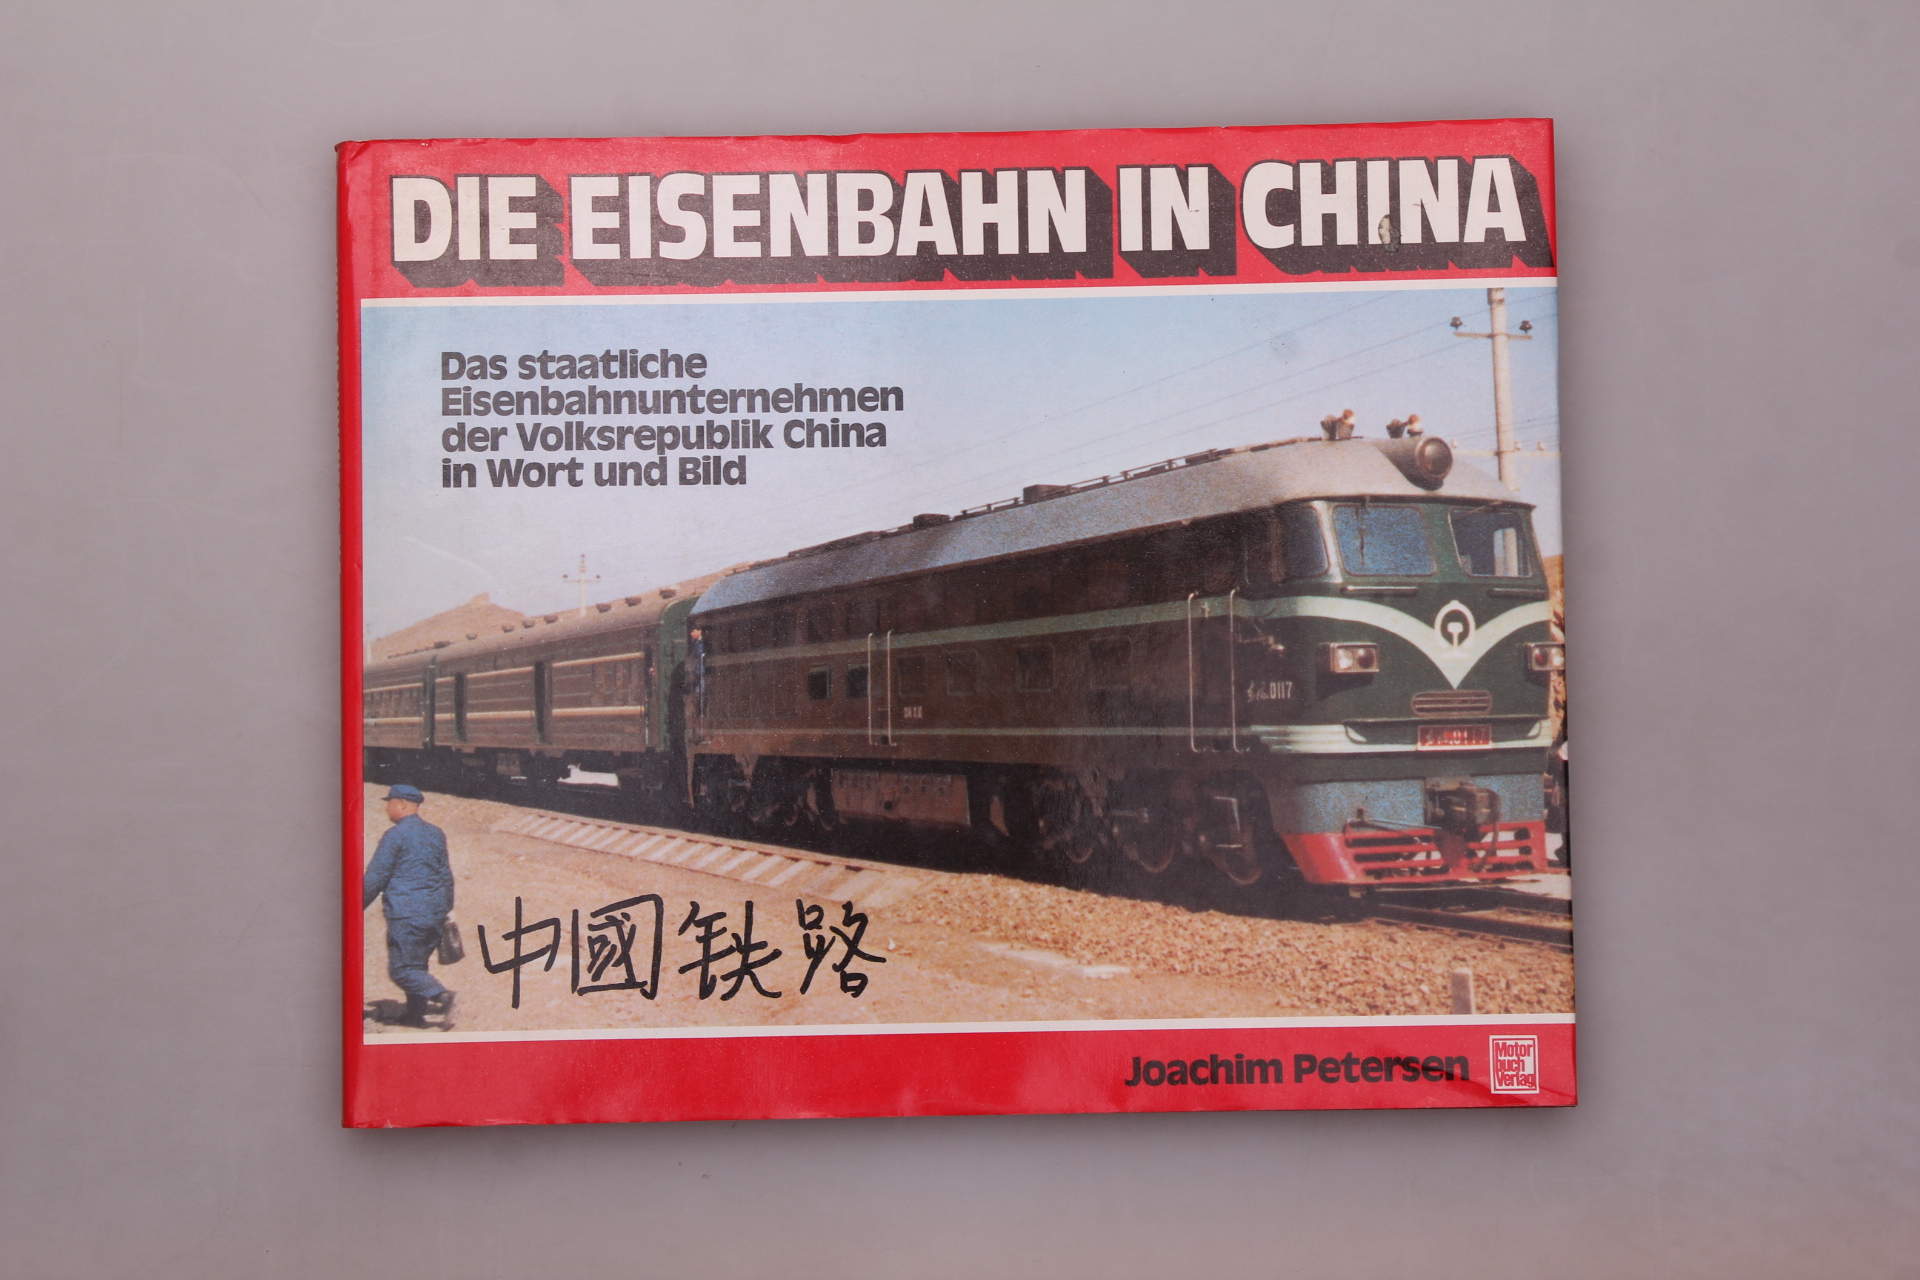 DIE EISENBAHN IN CHINA
Das staatliche
Eisenbahnunternehmen
der Volksrepublik China
in Wort und Bild
0117
中國铁路
Joachim Petersen
Motor
buch
Verlag